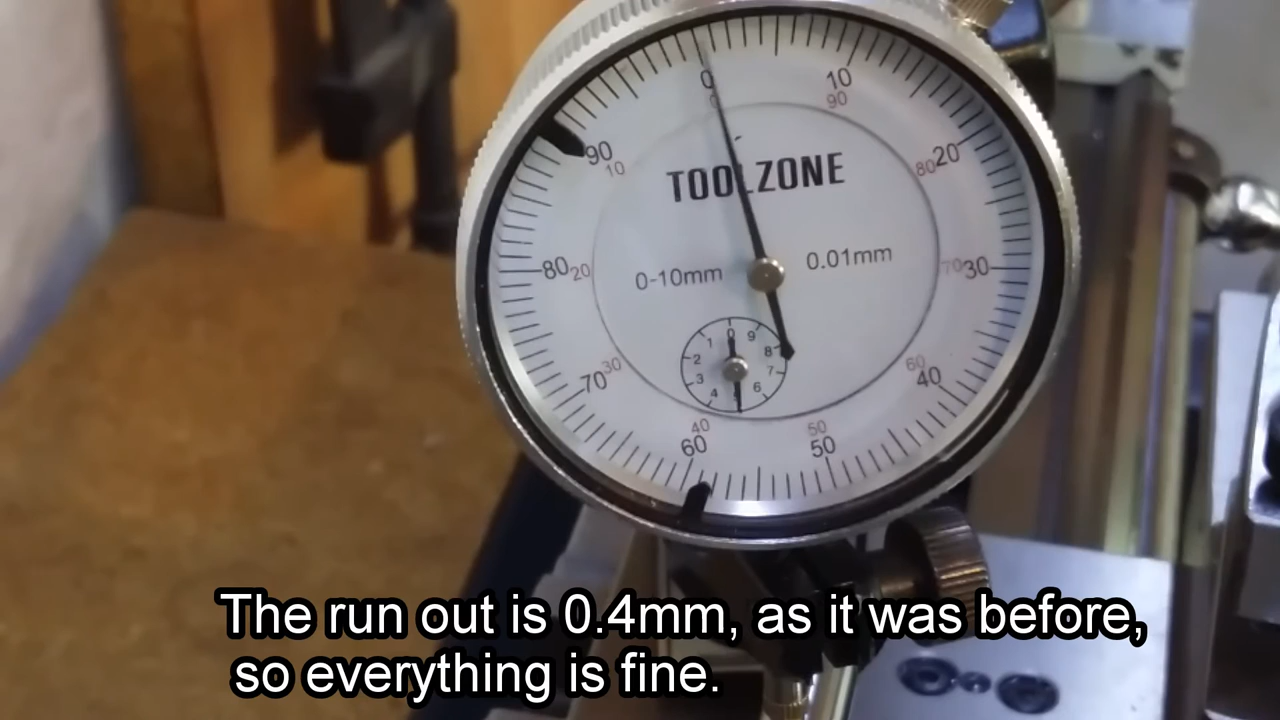 0 10
0 90
90 20
10 80
TOOLZONE
0-10mm 0.01mm
80 20 70 30
0 9
1 8
2 7
3 6
4
70 30 60 40
40 50
60 50
The run out is 0.4mm, as it was before,
so everything is fine.